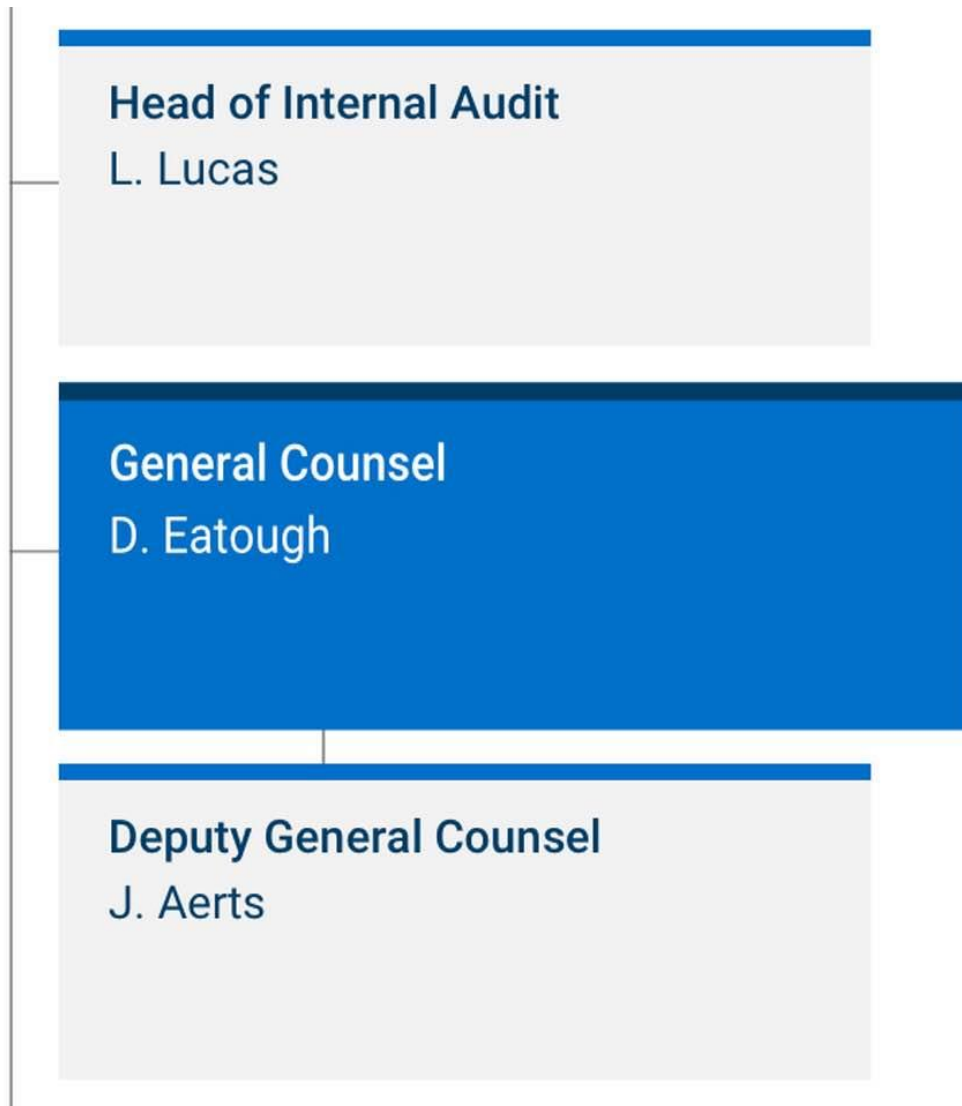 Head of Internal Audit
L. Lucas
General Counsel
D. Eatough
Deputy General Counsel
J. Aerts